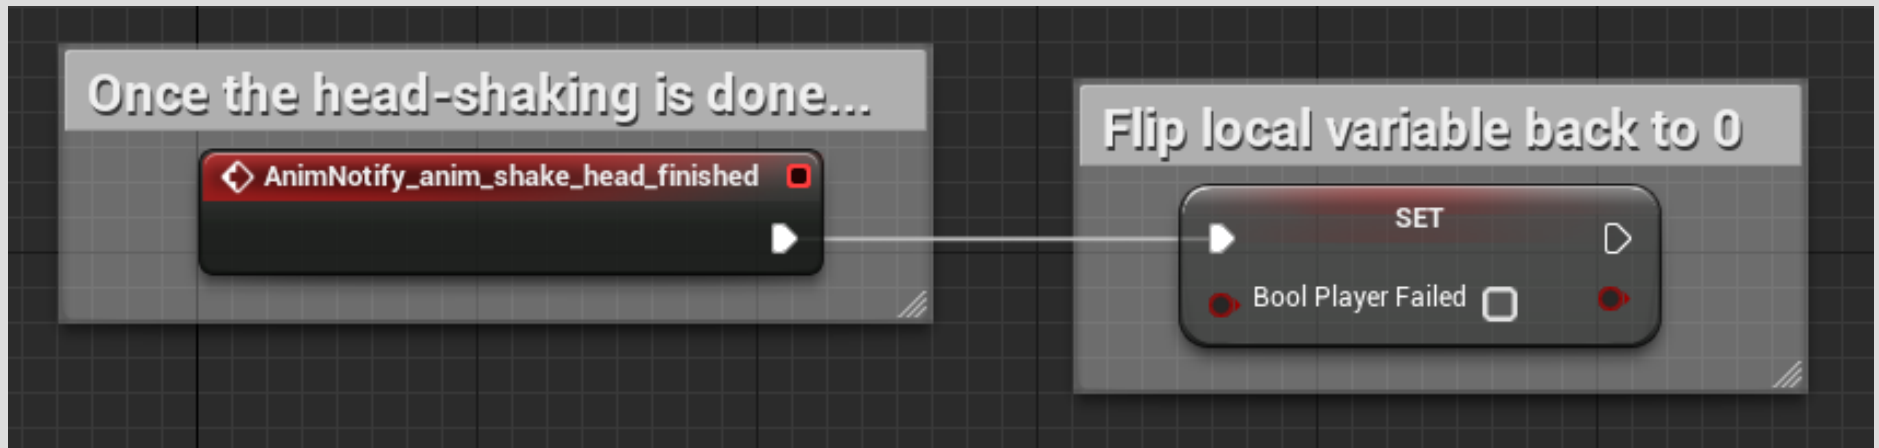 Once the head-shaking is done...
AnimNotify_anim_shake_head_finished
Flip local variable back to 0
SET
Bool Player Failed